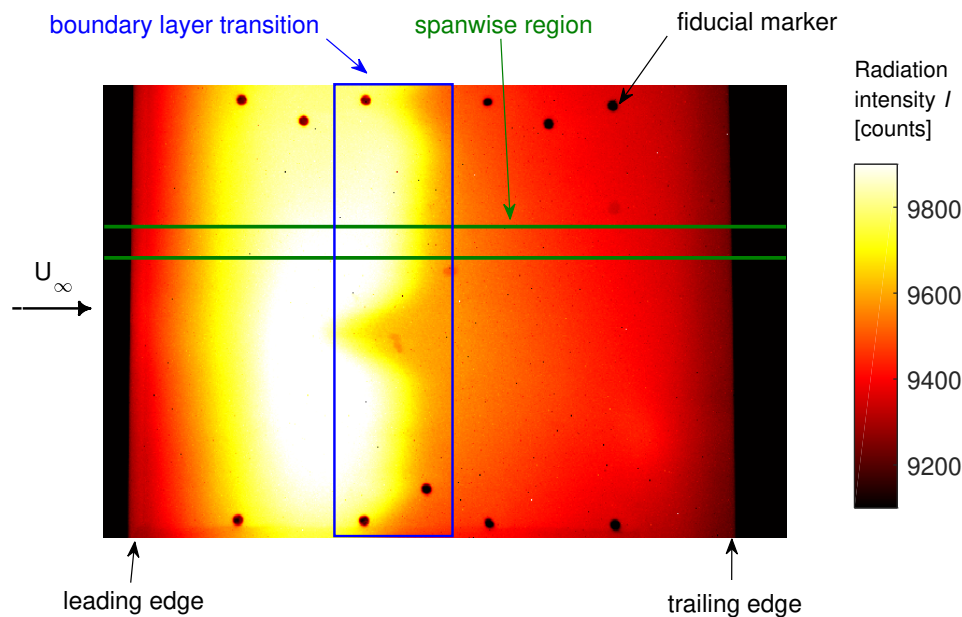 boundary layer transition
spanwise region
fiducial marker
Radiation
intensity I
[counts]
9800
9600
9400
9200
U∞
leading edge
trailing edge